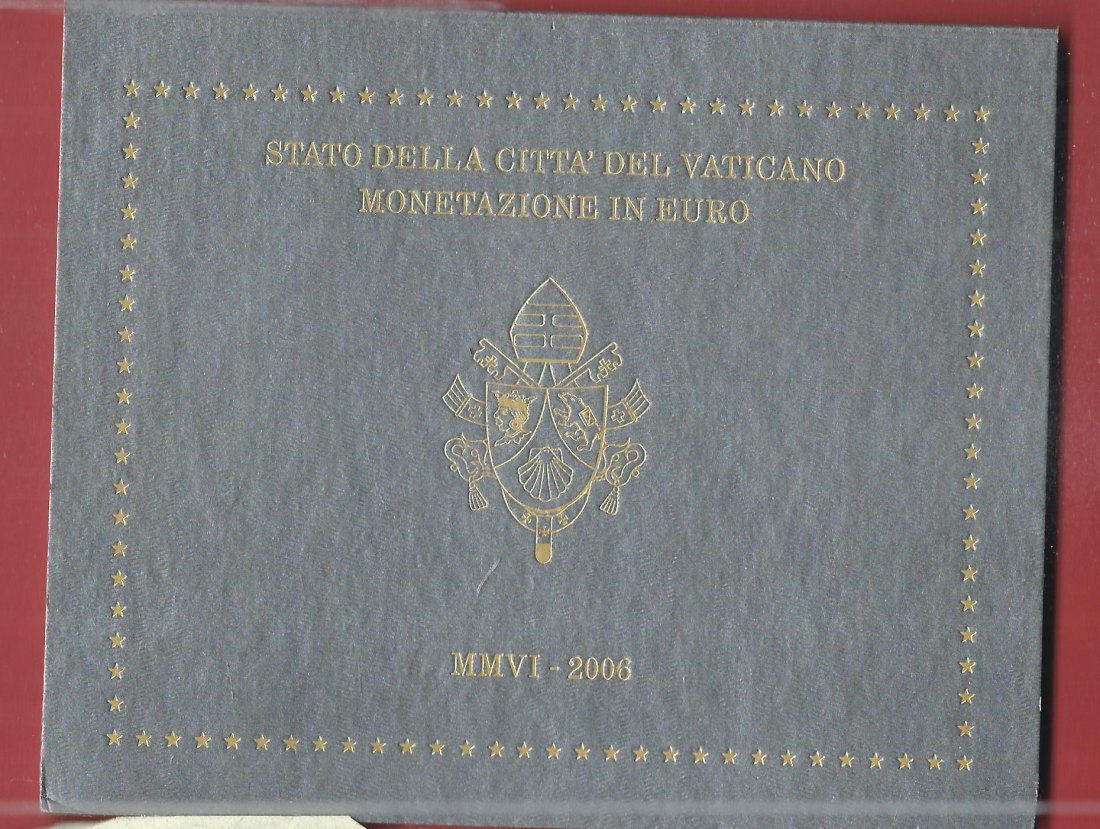 STATO DELLA CITTA' DEL VATICANO
MONETAZIONE IN EURO
MMVI - 2006